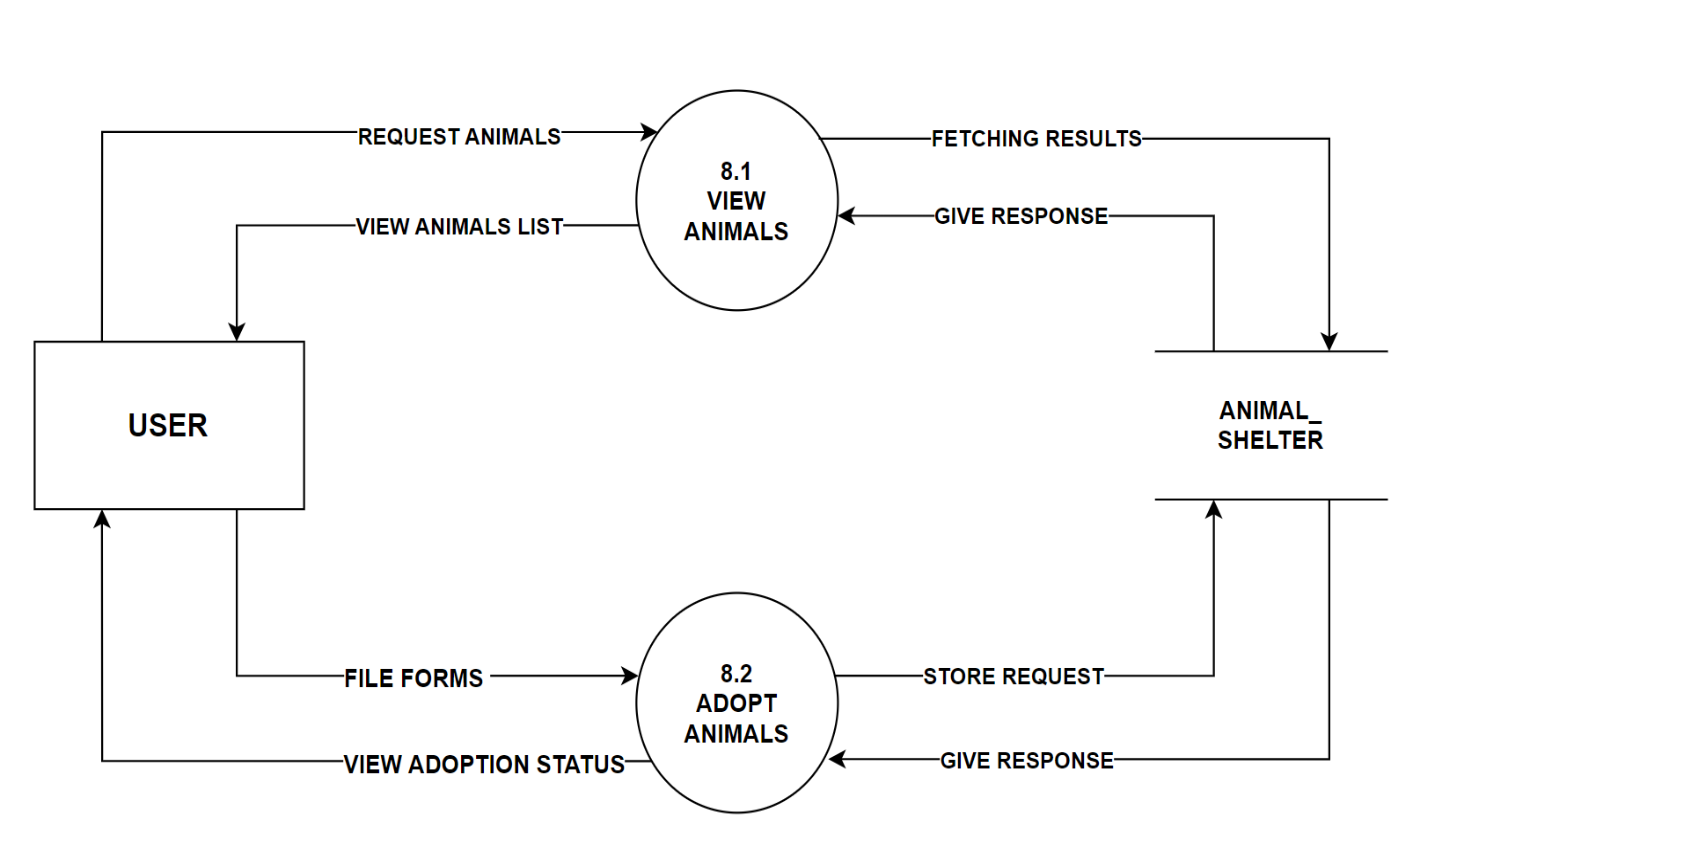 REQUEST ANIMALS
FETCHING RESULTS
8.1
VIEW
ANIMALS
VIEW ANIMALS LIST
GIVE RESPONSE
USER
ANIMAL_
SHELTER
8.2
ADOPT
ANIMALS
FILE FORMS
STORE REQUEST
VIEW ADOPTION STATUS
GIVE RESPONSE